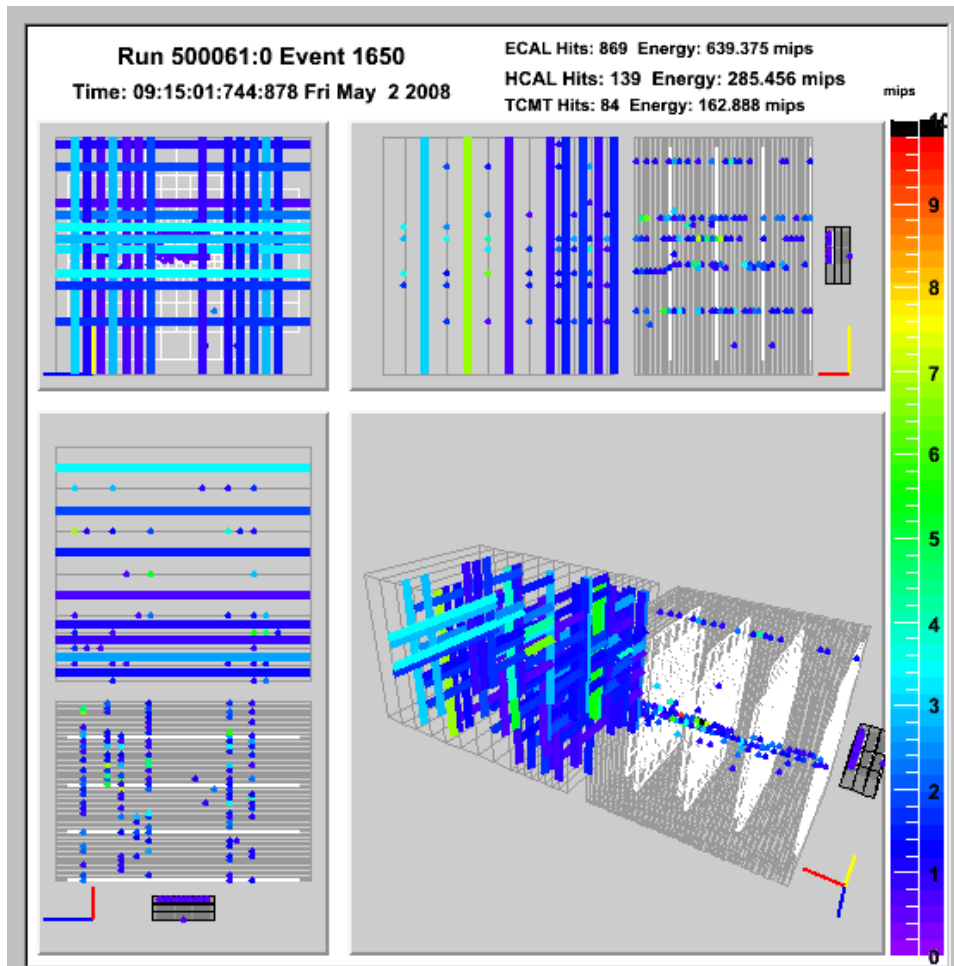 Run 500061:0 Event 1650
Time: 09:15:01:744:878 Fri May 2 2008
ECAL Hits: 869 Energy: 639.375 mips
HCAL Hits: 139 Energy: 285.456 mips
TCMT Hits: 84 Energy: 162.888 mips
mips
10
9
8
7
6
5
4
3
2
1
0